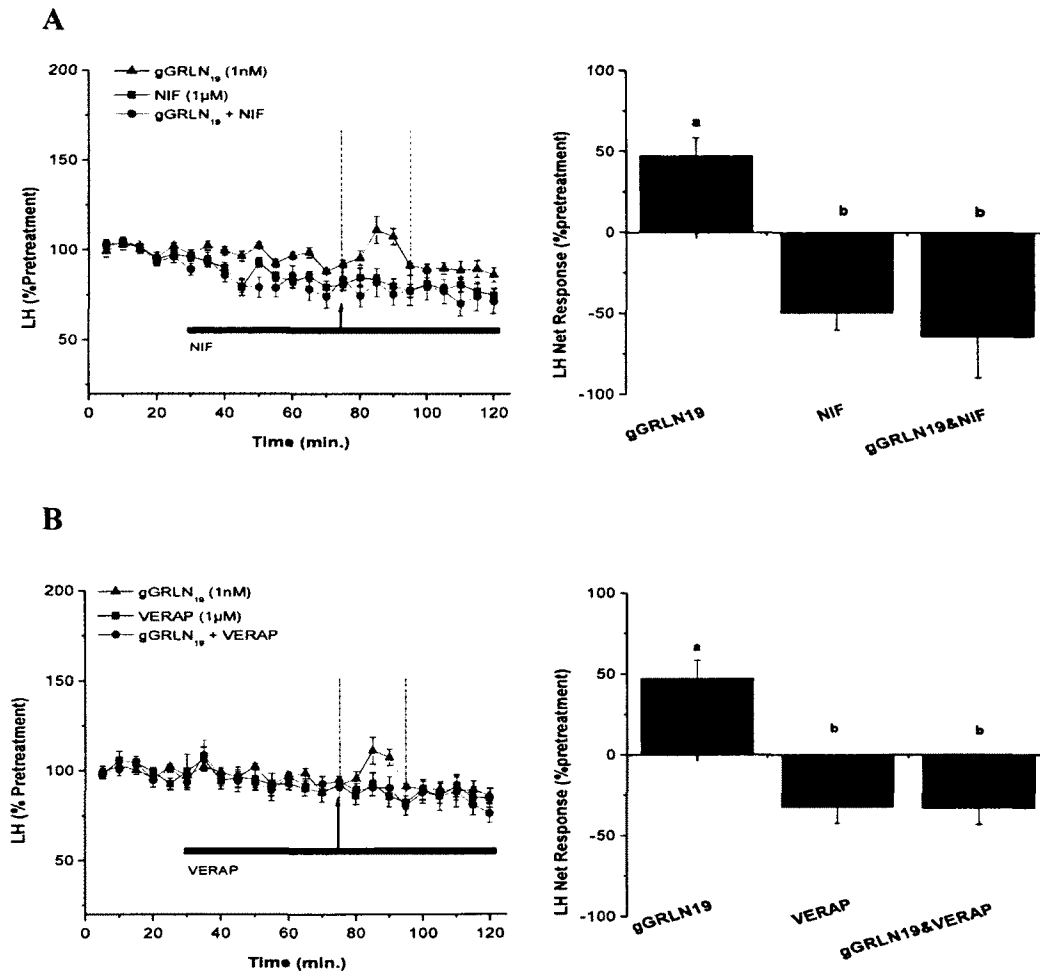 A
gGRLN19 (1nM)
NIF (1μM)
gGRLN19 + NIF
200
150
100
50
LH (%Pretreatment)
NIF
0 20 40 60 80 100 120
Time (min.)
100
50
0
-50
-100
LH Net Response (%pretreatment)
a
b
b
gGRLN19
NIF
gGRLN19&NIF
B
gGRLN19 (1nM)
VERAP (1μM)
gGRLN19 + VERAP
200
150
100
50
LH (% Pretreatment)
VERAP
0 20 40 60 80 100 120
Time (min.)
100
50
0
-50
-100
LH Net Response (%pretreatment)
a
b
b
gGRLN19
VERAP
gGRLN19&VERAP